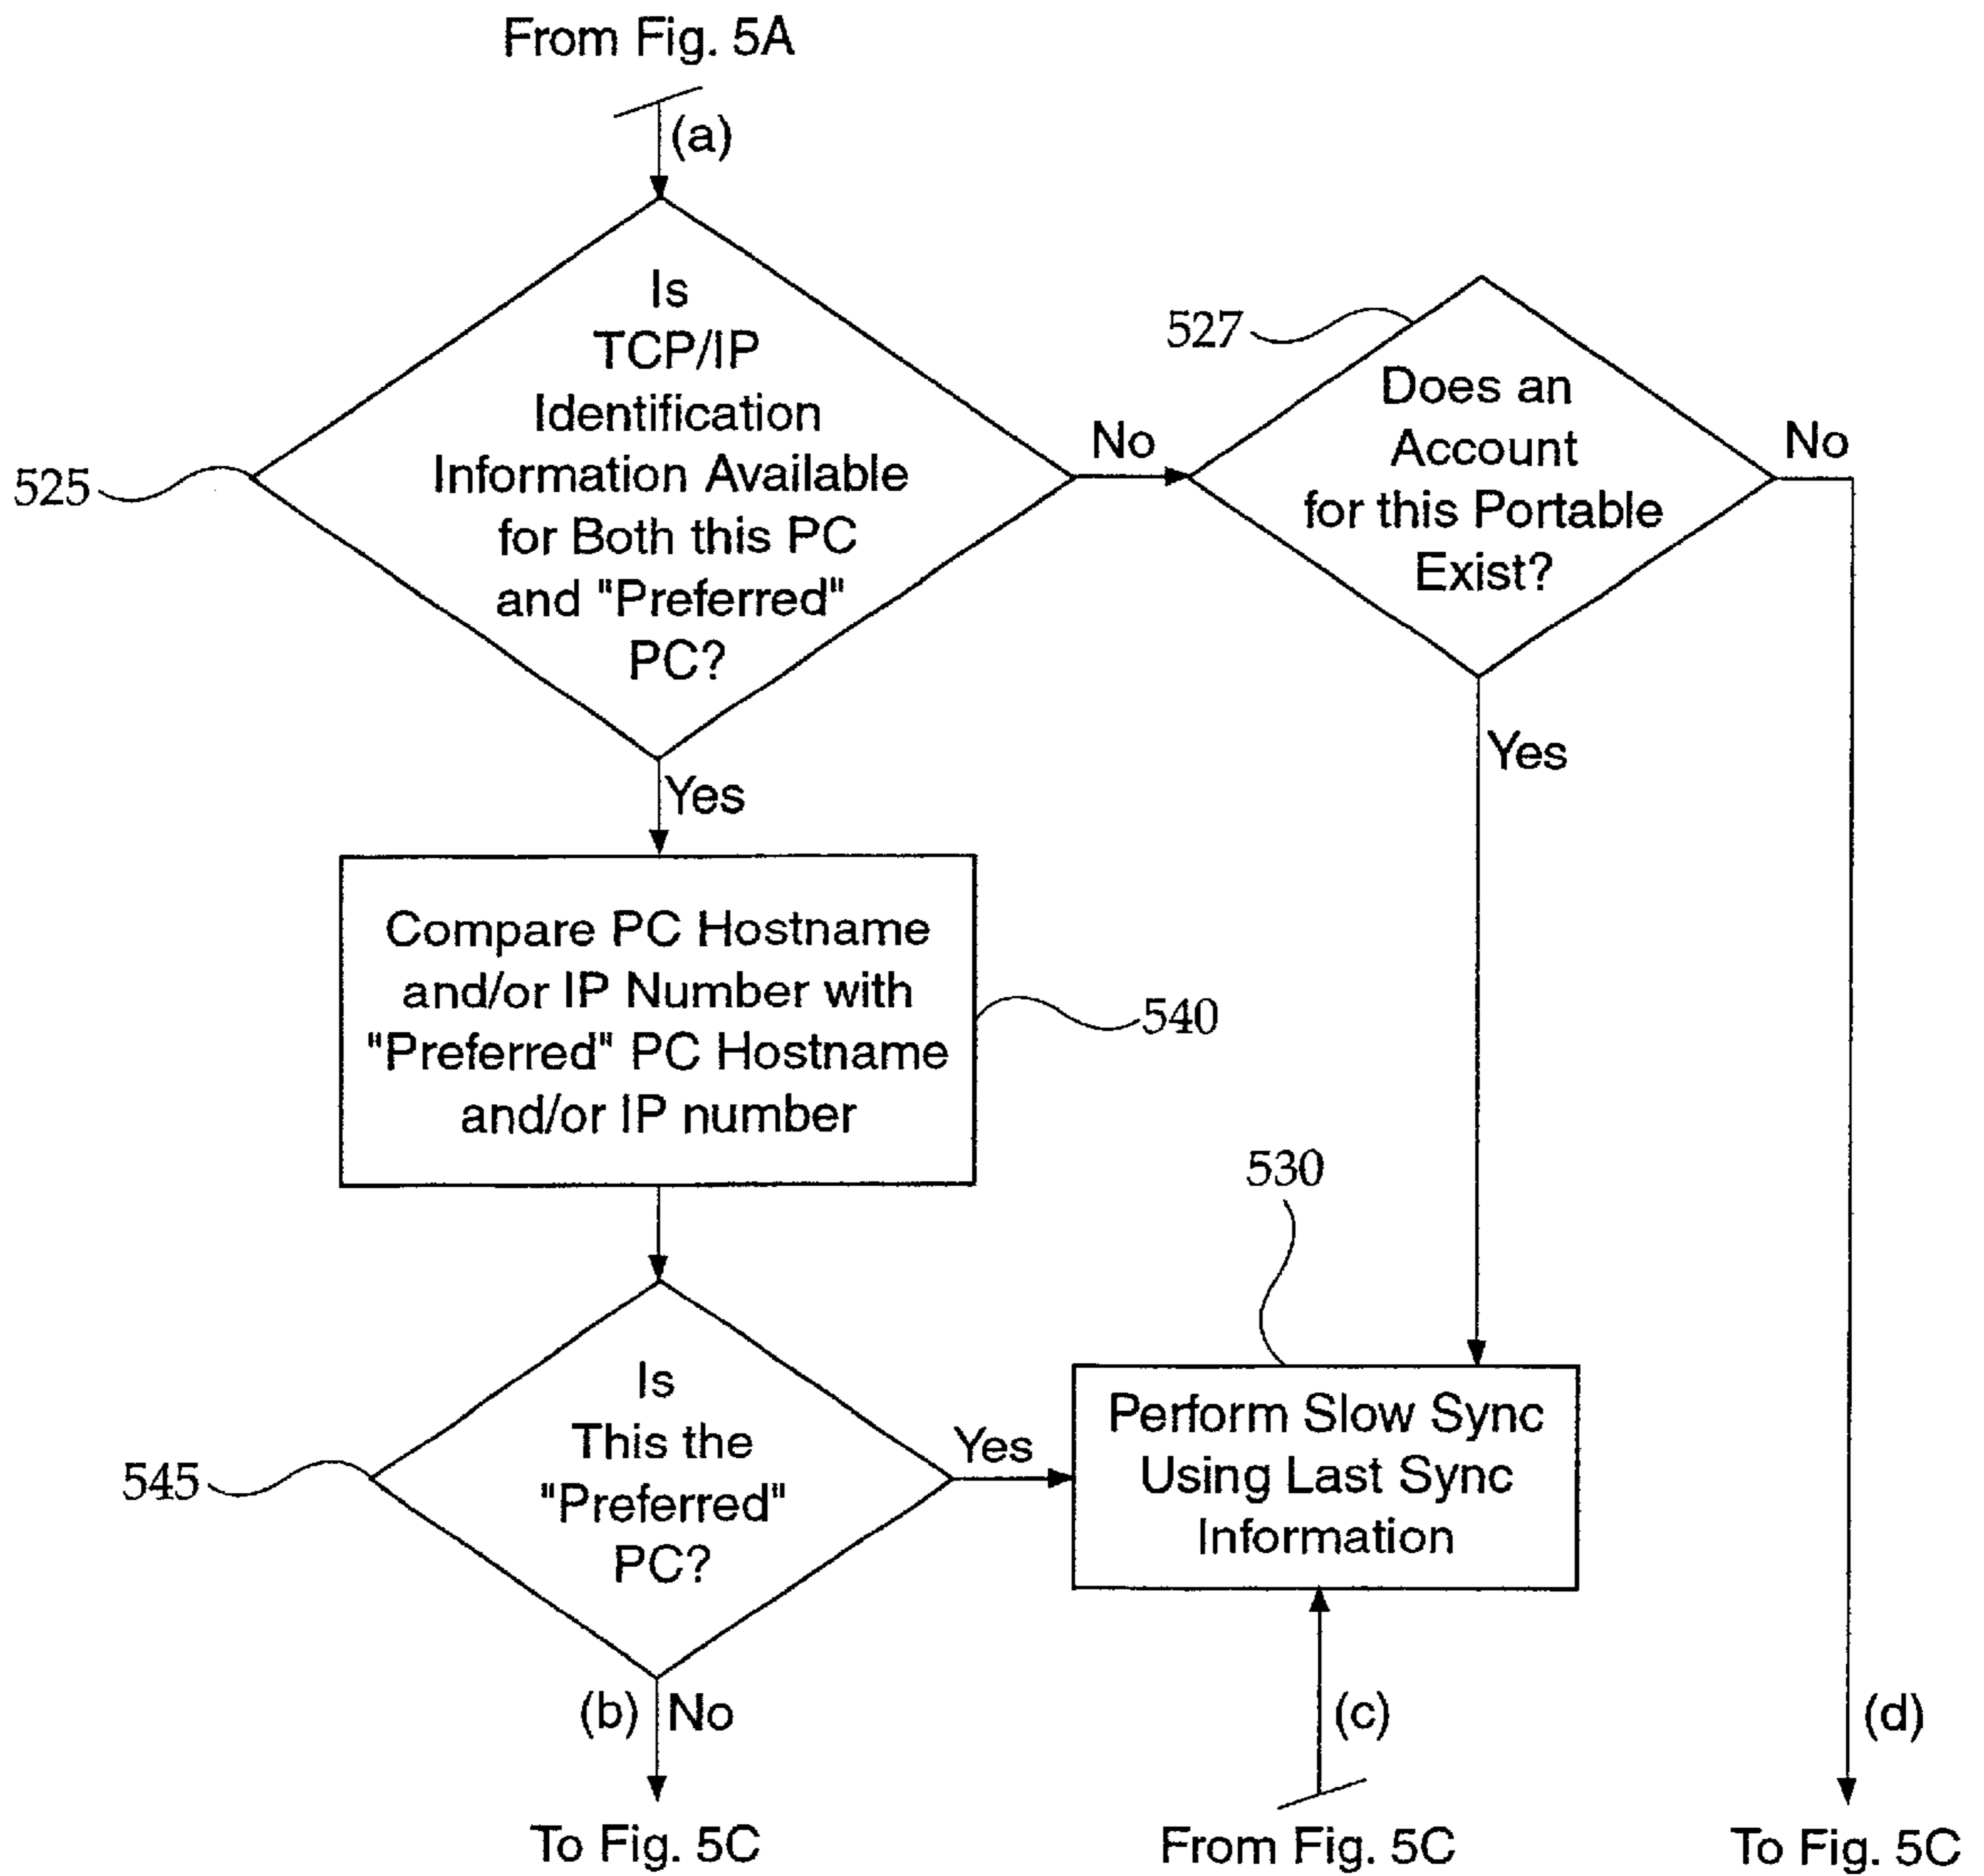 From Fig. 5A
(a)
Is
TCP/IP
Identification
Information Available
for Both this PC
and "Preferred"
PC?
525
No
527
Does an
Account
for this Portable
Exist?
No
Yes
Yes
Compare PC Hostname
and/or IP Number with
"Preferred" PC Hostname
and/or IP number
540
530
Is
This the
"Preferred"
PC?
545
Yes
Perform Slow Sync
Using Last Sync
Information
(b)
No
(c)
(d)
To Fig. 5C
From Fig. 5C
To Fig. 5C